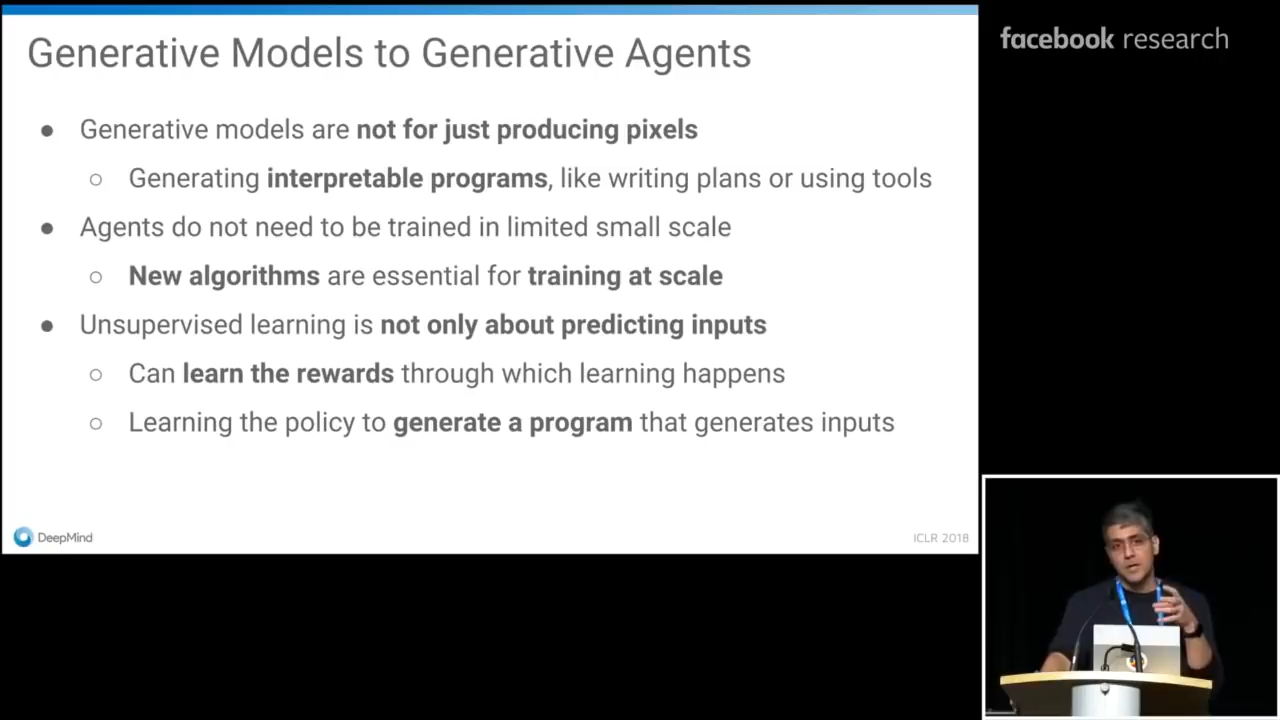 Generative Models to Generative Agents
facebook research
● Generative models are not for just producing pixels
○ Generating interpretable programs, like writing plans or using tools
● Agents do not need to be trained in limited small scale
○ New algorithms are essential for training at scale
● Unsupervised learning is not only about predicting inputs
○ Can learn the rewards through which learning happens
○ Learning the policy to generate a program that generates inputs
DeepMind
ICLR 2018